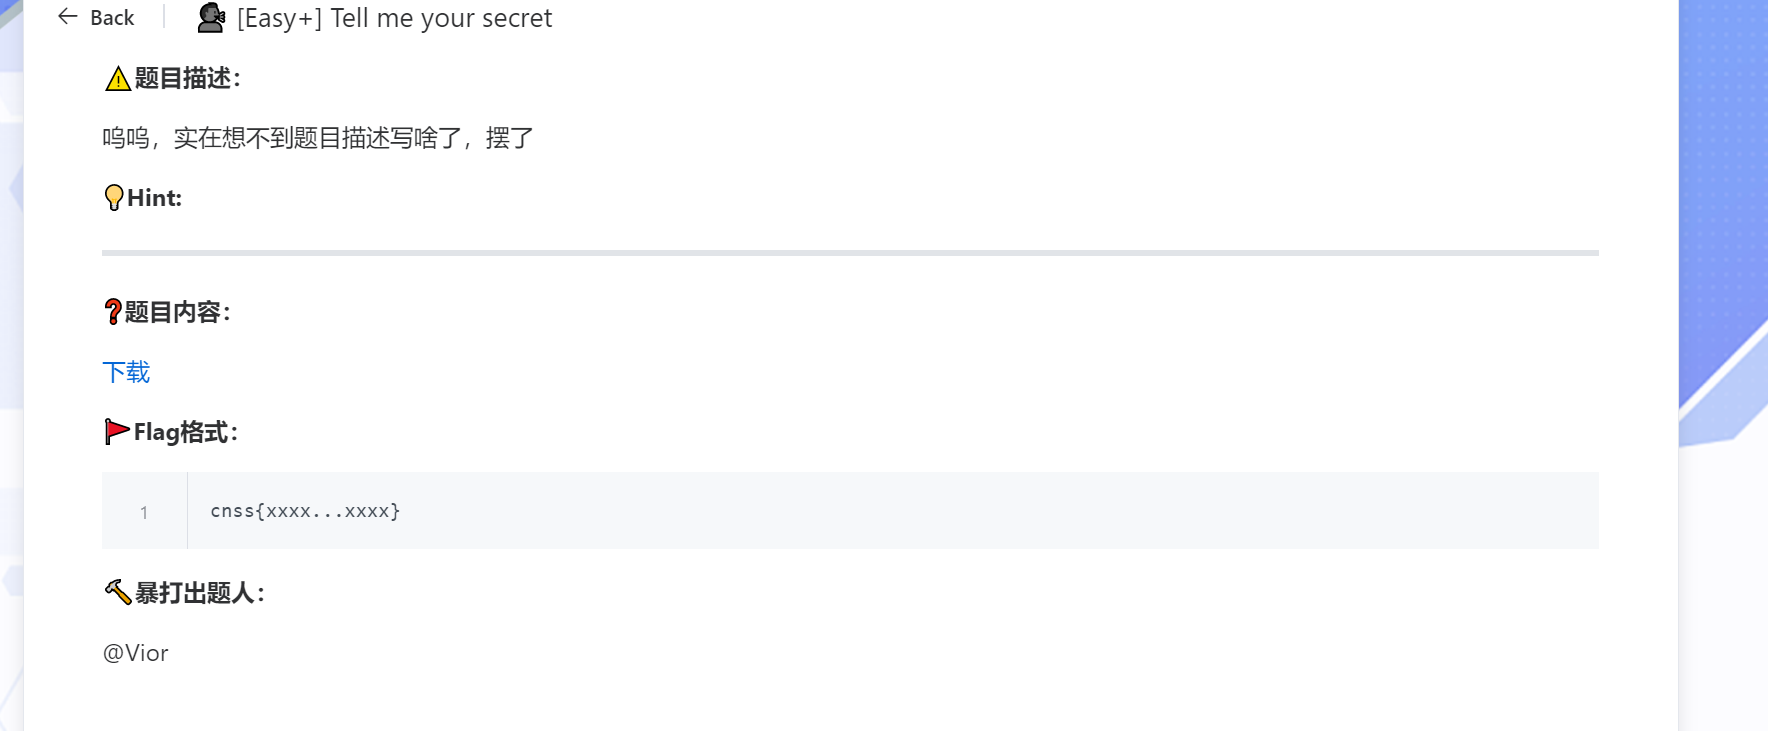 ← Back [Easy+] Tell me your secret
⚠题目描述：
呜呜，实在想不到题目描述写啥了，摆了
💡Hint:
❓题目内容：
下载
🚩Flag格式：
1 cnss{xxxx...xxxx}
🔨暴打出题人：
@Vior